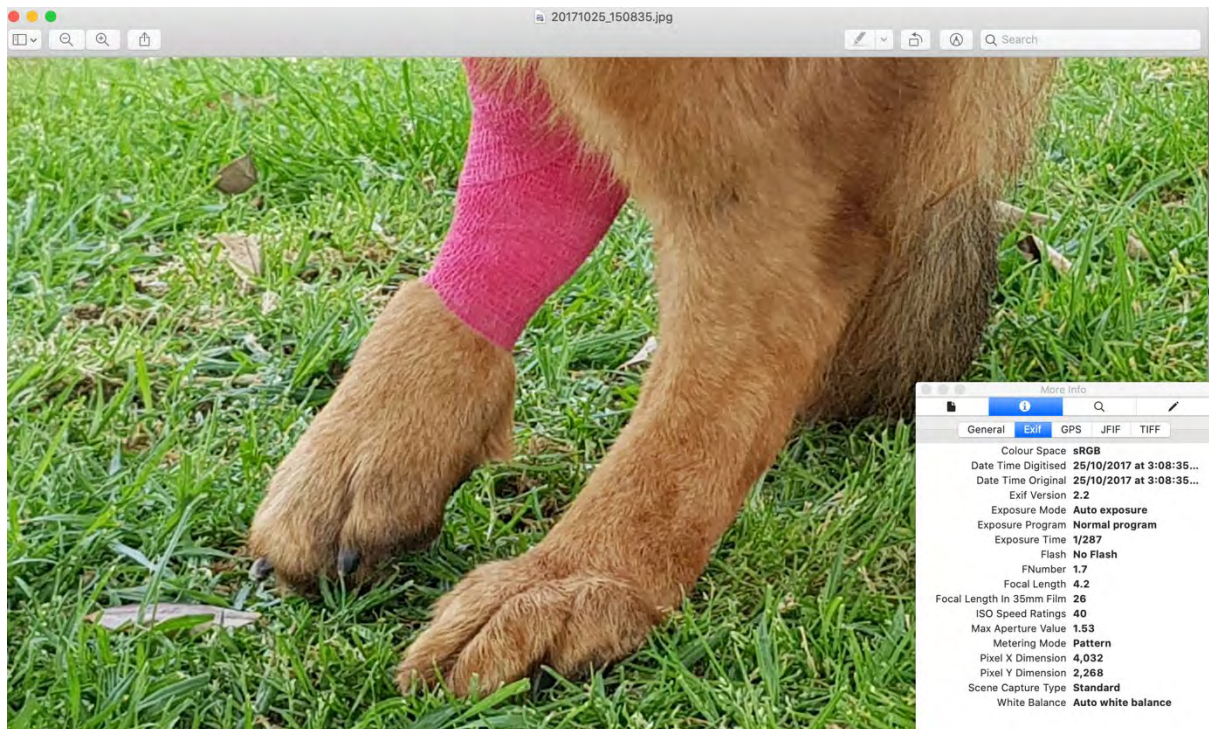 20171025_150835.jpg
Search
More Info
General Exif GPS JFIF TIFF
Colour Space sRGB
Date Time Digitised 25/10/2017 at 3:08:35...
Date Time Original 25/10/2017 at 3:08:35...
Exif Version 2.2
Exposure Mode Auto exposure
Exposure Program Normal program
Exposure Time 1/287
Flash No Flash
FNumber 1.7
Focal Length 4.2
Focal Length In 35mm Film 26
ISO Speed Ratings 40
Max Aperture Value 1.53
Metering Mode Pattern
Pixel X Dimension 4,032
Pixel Y Dimension 2,268
Scene Capture Type Standard
White Balance Auto white balance